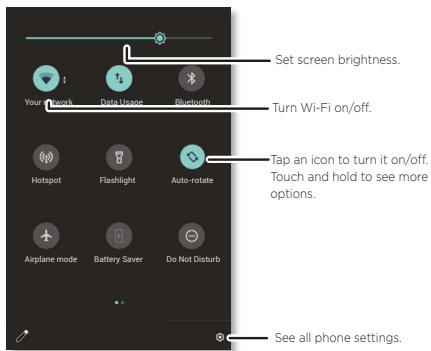 Set screen brightness.
Your network Data Usage Bluetooth
Turn Wi-Fi on/off.
Tap an icon to turn it on/off.
Touch and hold to see more
options.
Hotspot Flashlight Auto-rotate
Airplane mode Battery Saver Do Not Disturb
See all phone settings.